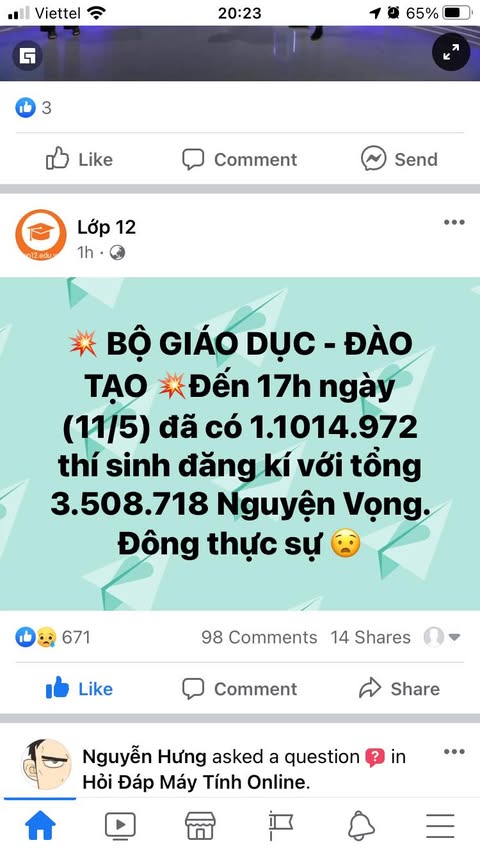 Viettel 20:23 65%
3
Like Comment Send
Lớp 12
1h ·
💥 BỘ GIÁO DỤC - ĐÀO
TẠO 💥Đến 17h ngày
(11/5) đã có 1.1014.972
thí sinh đăng kí với tổng
3.508.718 Nguyện Vọng.
Đông thực sự 😧
671 98 Comments 14 Shares
Like Comment Share
Nguyễn Hưng asked a question ❓ in
Hỏi Đáp Máy Tính Online.